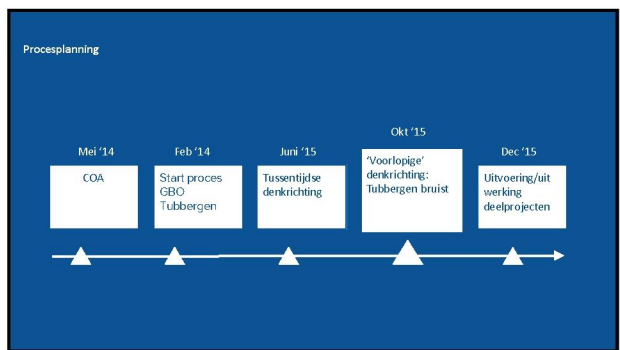 Procesplanning
Mei ‘14
COA
Feb ‘14
Start proces
GBO
Tubbergen
Juni ‘15
Tussentijdse
denkrichting
Okt ‘15
‘Voorlopige’
denkrichting:
Tubbergen bruist
Dec ‘15
Uitvoering/uit
werking
deelprojecten